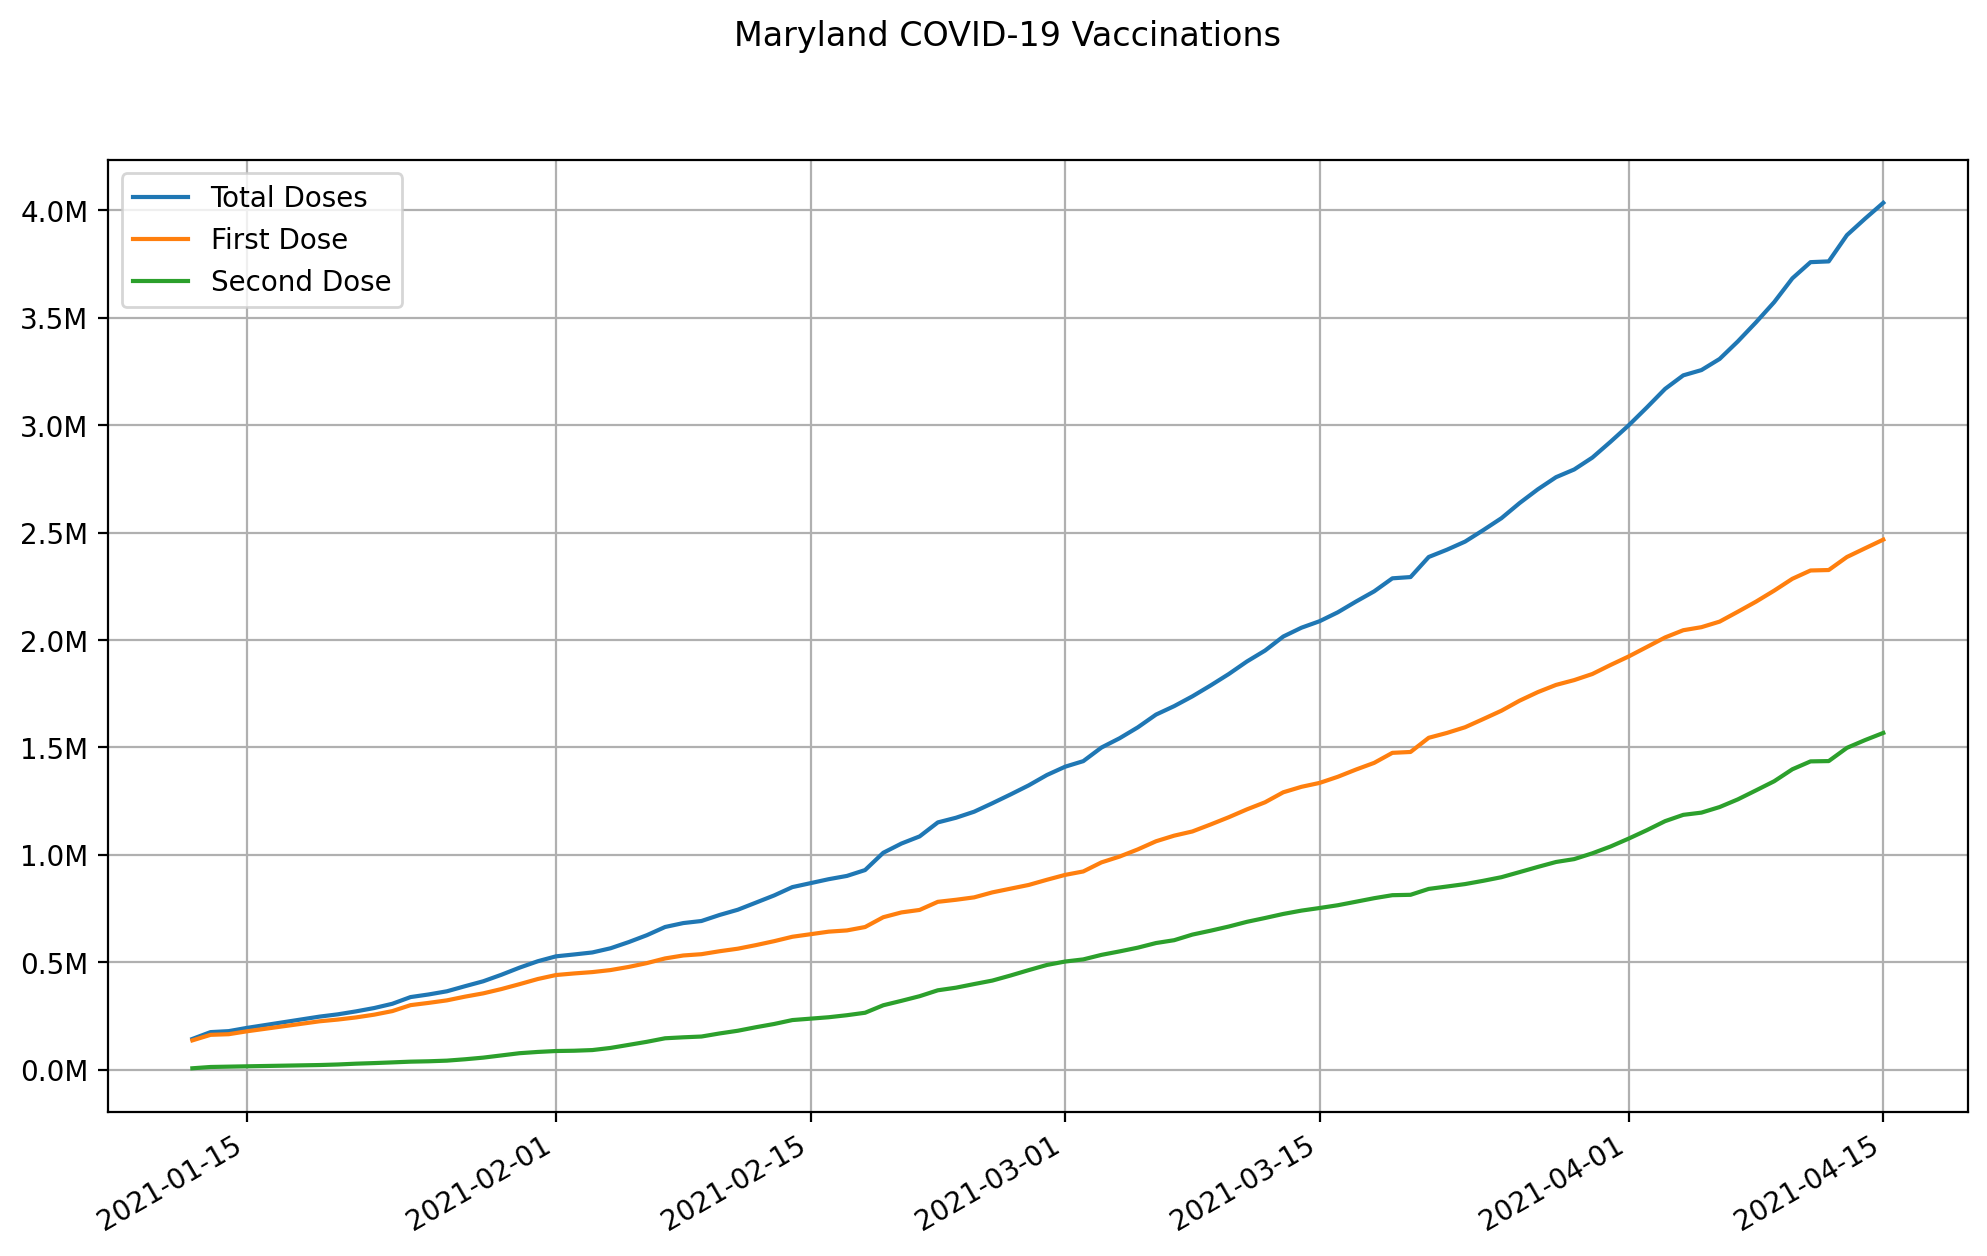 Maryland COVID-19 Vaccinations
Total Doses
First Dose
Second Dose
4.0M
3.5M
3.0M
2.5M
2.0M
1.5M
1.0M
0.5M
0.0M
2021-01-15
2021-02-01
2021-02-15
2021-03-01
2021-03-15
2021-04-01
2021-04-15